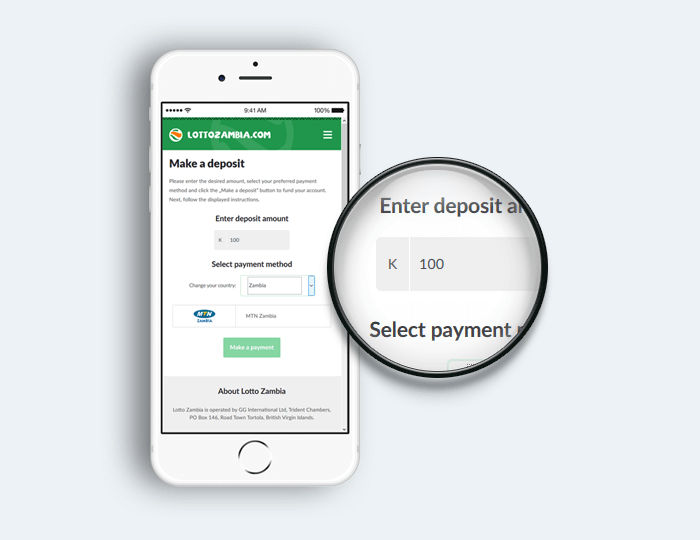 9:41 AM
100%
LOTTOZAMBIA.COM
Make a deposit
Please enter the desired amount, select your preferred payment
method and click the „Make a deposit" button to fund your account.
Next, follow the displayed instructions.
Enter deposit amount
K 100
Select payment method
Change your country: Zambia
MTN
ZAMBIA
MTN Zambia
Make a payment
About Lotto Zambia
Lotto Zambia is operated by GG International Ltd, Trident Chambers,
PO Box 146, Road Town Tortola, British Virgin Islands.
Enter deposit a
K 100
Select payment